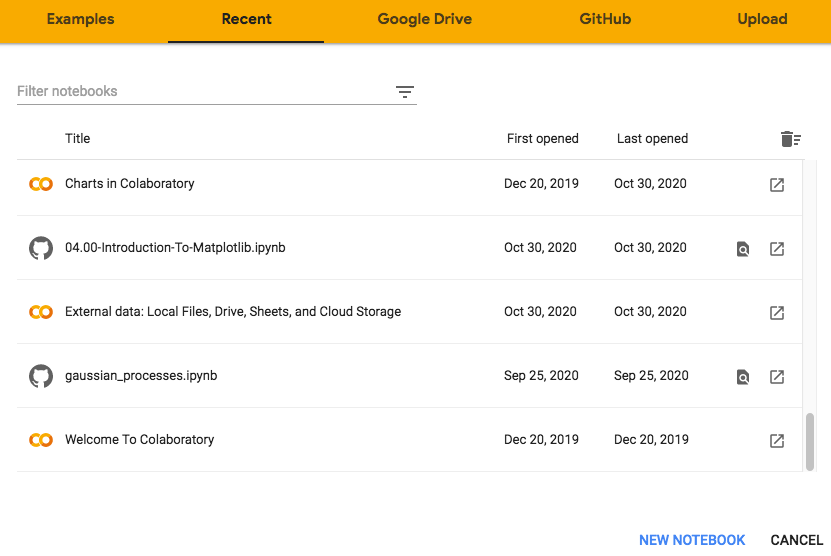 Examples Recent Google Drive GitHub Upload
Filter notebooks
Title First opened Last opened
Charts in Colaboratory Dec 20, 2019 Oct 30, 2020
04.00-Introduction-To-Matplotlib.ipynb Oct 30, 2020 Oct 30, 2020
External data: Local Files, Drive, Sheets, and Cloud Storage Oct 30, 2020 Oct 30, 2020
gaussian_processes.ipynb Sep 25, 2020 Sep 25, 2020
Welcome To Colaboratory Dec 20, 2019 Dec 20, 2019
NEW NOTEBOOK CANCEL